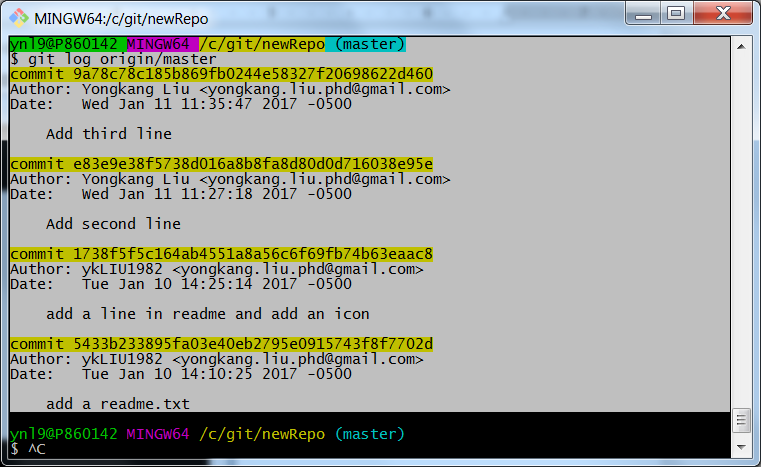 MINGW64:/c/git/newRepo
ynl9@P860142 MINGW64 /c/git/newRepo (master)
$ git log origin/master
commit 9a78c78c185b869fb0244e58327f20698622d460
Author: Yongkang Liu <yongkang.liu.phd@gmail.com>
Date:   Wed Jan 11 11:35:47 2017 -0500
    Add third line
commit e83e9e38f5738d016a8b8fa8d80d0d716038e95e
Author: Yongkang Liu <yongkang.liu.phd@gmail.com>
Date:   Wed Jan 11 11:27:18 2017 -0500
    Add second line
commit 1738f5f5c164ab4551a8a56c6f69fb74b63eaac8
Author: ykLIU1982 <yongkang.liu.phd@gmail.com>
Date:   Tue Jan 10 14:25:14 2017 -0500
    add a line in readme and add an icon
commit 5433b233895fa03e40eb2795e0915743f8f7702d
Author: ykLIU1982 <yongkang.liu.phd@gmail.com>
Date:   Tue Jan 10 14:10:25 2017 -0500
    add a readme.txt
ynl9@P860142 MINGW64 /c/git/newRepo (master)
$ ^C